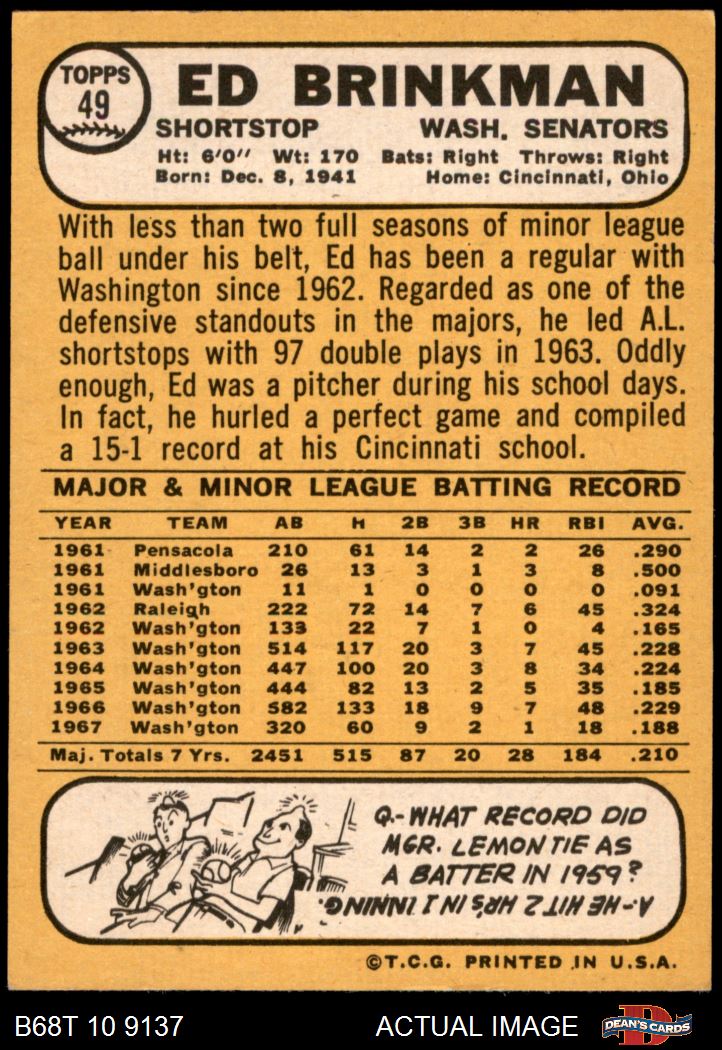 TOPPS
49
ED BRINKMAN
SHORTSTOP WASH. SENATORS
Ht: 6'0" Wt: 170 Bats: Right Throws: Right
Born: Dec. 8, 1941 Home: Cincinnati, Ohio
With less than two full seasons of minor league
ball under his belt, Ed has been a regular with
Washington since 1962. Regarded as one of the
defensive standouts in the majors, he led A.L.
shortstops with 97 double plays in 1963. Oddly
enough, Ed was a pitcher during his school days.
In fact, he hurled a perfect game and compiled
a 15-1 record at his Cincinnati school.
MAJOR & MINOR LEAGUE BATTING RECORD
YEAR TEAM AB H 2B 3B HR RBI AVG.
1961 Pensacola 210 61 14 2 2 26 .290
1961 Middlesboro 26 13 3 1 3 8 .500
1961 Wash'gton 11 1 0 0 0 0 .091
1962 Raleigh 222 72 14 7 6 45 .324
1962 Wash'gton 133 22 7 1 0 4 .165
1963 Wash'gton 514 117 20 3 7 45 .228
1964 Wash'gton 447 100 20 3 8 34 .224
1965 Wash'gton 444 82 13 2 5 35 .185
1966 Wash'gton 582 133 18 9 7 48 .229
1967 Wash'gton 320 60 9 2 1 18 .188
Maj. Totals 7 Yrs. 2451 515 87 20 28 184 .210
Q.-WHAT RECORD DID
MGR. LEMON TIE AS
A BATTER IN 1959?
A-HE HIT 2 HR'S IN 1 INNING.
©T.C.G. PRINTED IN U.S.A.
B68T 10 9137 ACTUAL IMAGE DEAN'S CARDS